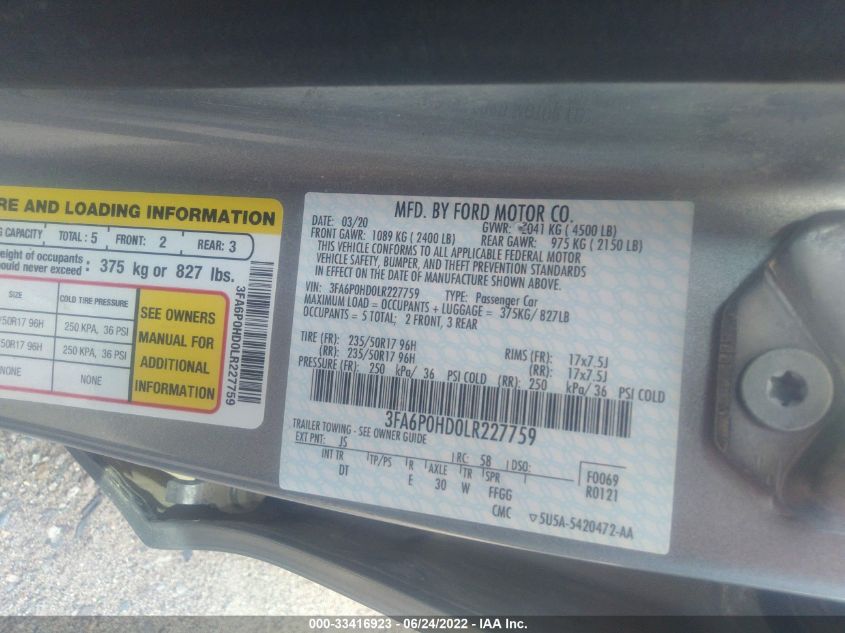 RE AND LOADING INFORMATION
G CAPACITY TOTAL: 5 FRONT: 2 REAR: 3
weight of occupants
ould never exceed : 375 kg or 827 lbs.
SIZE COLD TIRE PRESSURE
/50R17 96H 250 KPA, 36 PSI
/50R17 96H 250 KPA, 36 PSI
NONE NONE
SEE OWNERS
MANUAL FOR
ADDITIONAL
INFORMATION
3FA6P0HD0LR227759
MFD. BY FORD MOTOR CO.
DATE: 03/20 GVWR: 2041 KG ( 4500 LB)
FRONT GAWR: 1089 KG ( 2400 LB) REAR GAWR: 975 KG ( 2150 LB)
THIS VEHICLE CONFORMS TO ALL APPLICABLE FEDERAL MOTOR
VEHICLE SAFETY, BUMPER, AND THEFT PREVENTION STANDARDS
IN EFFECT ON THE DATE OF MANUFACTURE SHOWN ABOVE.
VIN: 3FA6P0HD0LR227759 TYPE: Passenger Car
MAXIMUM LOAD = OCCUPANTS + LUGGAGE = 375KG/ 827LB
OCCUPANTS = 5 TOTAL; 2 FRONT, 3 REAR
TIRE (FR): 235/50R17 96H RIMS (FR): 17x7.5J
(RR): 235/50R17 96H (RR): 17x7.5J
PRESSURE (FR): 250 kPa/ 36 PSI COLD (RR): 250 kPa/36 PSI COLD
3FA6P0HD0LR227759
TRAILER TOWING - SEE OWNER GUIDE
EXT PNT: JS RC: 58 DSO: F0069
INT TR TP/PS R AXLE TR SPR R0121
DT E 30 W FFGG
CMC ▽5U5A-5420472-AA
000-33416923 - 06/24/2022 - IAA Inc.